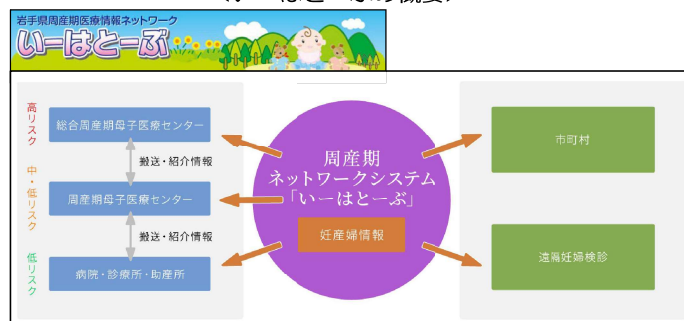 岩手県周産期医療情報ネットワーク
いーはとーぶ
高リスク
総合周産期母子医療センター
搬送・紹介情報
中・低リスク
周産期母子医療センター
搬送・紹介情報
低リスク
病院・診療所・助産所
周産期
ネットワークシステム
「いーはとーぶ」
妊産婦情報
市町村
遠隔妊婦検診